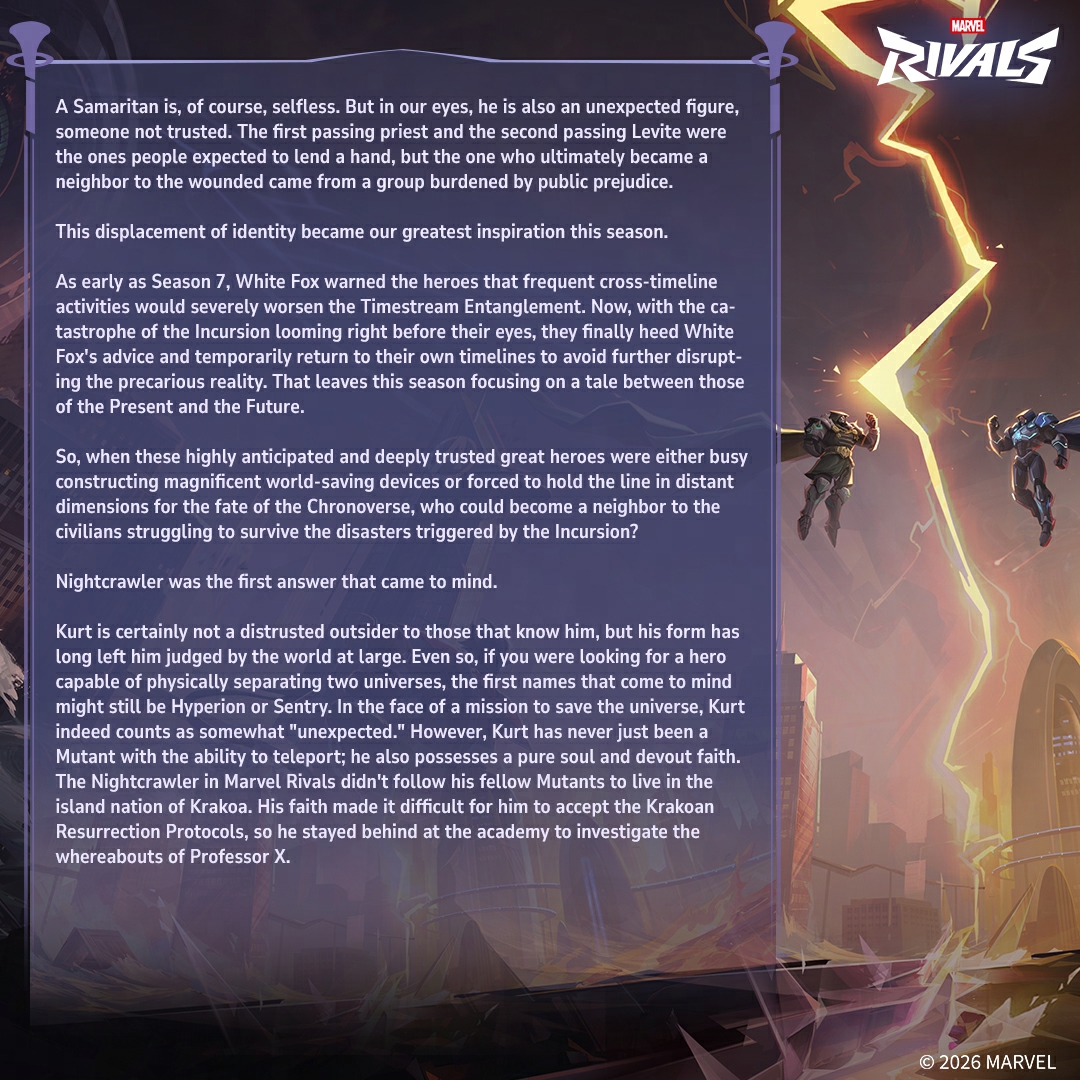 MARVEL
RIVALS
A Samaritan is, of course, selfless. But in our eyes, he is also an unexpected figure,
someone not trusted. The first passing priest and the second passing Levite were
the ones people expected to lend a hand, but the one who ultimately became a
neighbor to the wounded came from a group burdened by public prejudice.
This displacement of identity became our greatest inspiration this season.
As early as Season 7, White Fox warned the heroes that frequent cross-timeline
activities would severely worsen the Timestream Entanglement. Now, with the ca-
tastrophe of the Incursion looming right before their eyes, they finally heed White
Fox's advice and temporarily return to their own timelines to avoid further disrupt-
ing the precarious reality. That leaves this season focusing on a tale between those
of the Present and the Future.
So, when these highly anticipated and deeply trusted great heroes were either busy
constructing magnificent world-saving devices or forced to hold the line in distant
dimensions for the fate of the Chronoverse, who could become a neighbor to the
civilians struggling to survive the disasters triggered by the Incursion?
Nightcrawler was the first answer that came to mind.
Kurt is certainly not a distrusted outsider to those that know him, but his form has
long left him judged by the world at large. Even so, if you were looking for a hero
capable of physically separating two universes, the first names that come to mind
might still be Hyperion or Sentry. In the face of a mission to save the universe, Kurt
indeed counts as somewhat "unexpected." However, Kurt has never just been a
Mutant with the ability to teleport; he also possesses a pure soul and devout faith.
The Nightcrawler in Marvel Rivals didn't follow his fellow Mutants to live in the
island nation of Krakoa. His faith made it difficult for him to accept the Krakoan
Resurrection Protocols, so he stayed behind at the academy to investigate the
whereabouts of Professor X.
© 2026 MARVEL